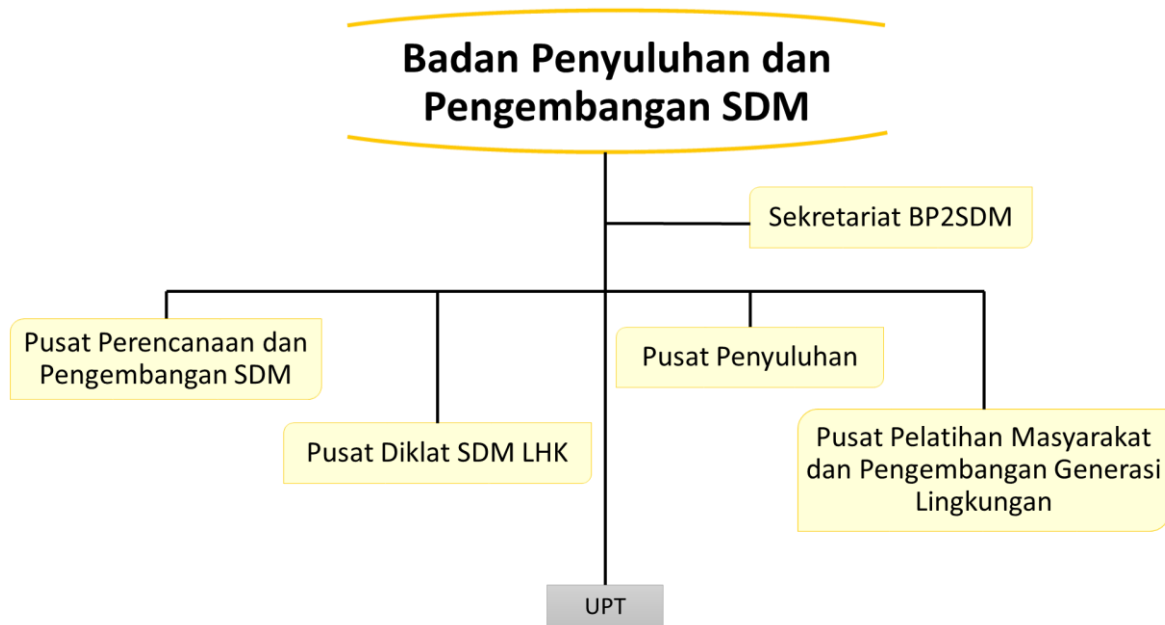 Badan Penyuluhan dan
Pengembangan SDM
Sekretariat BP2SDM
Pusat Perencanaan dan
Pengembangan SDM
Pusat Diklat SDM LHK
Pusat Penyuluhan
Pusat Pelatihan Masyarakat
dan Pengembangan Generasi
Lingkungan
UPT